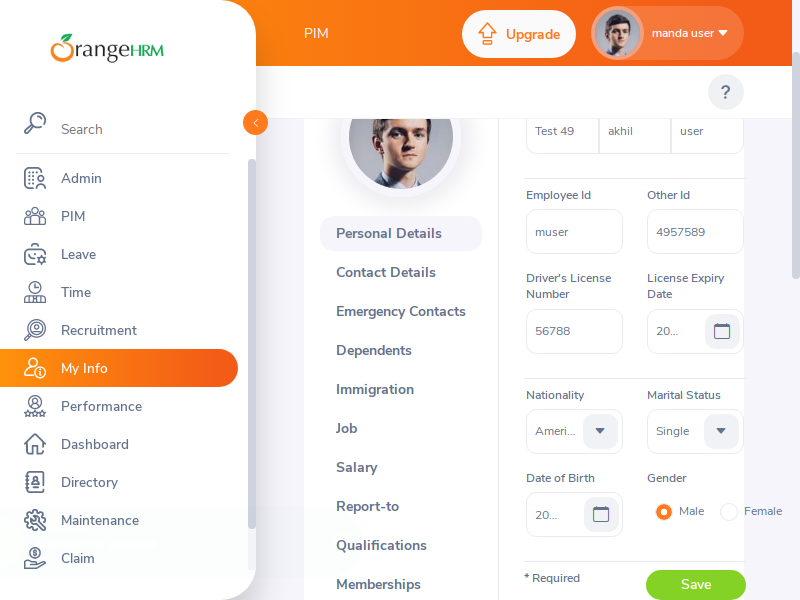 OrangeHRM
PIM
Upgrade
manda user
?
Search
Admin
PIM
Leave
Time
Recruitment
My Info
Performance
Dashboard
Directory
Maintenance
Claim
Personal Details
Contact Details
Emergency Contacts
Dependents
Immigration
Job
Salary
Report-to
Qualifications
Memberships
Test 49 akhil user
Employee Id Other Id
muser 4957589
Driver's License Number License Expiry Date
56788 20...
Nationality Marital Status
Ameri... Single
Date of Birth Gender
20... Male Female
* Required Save